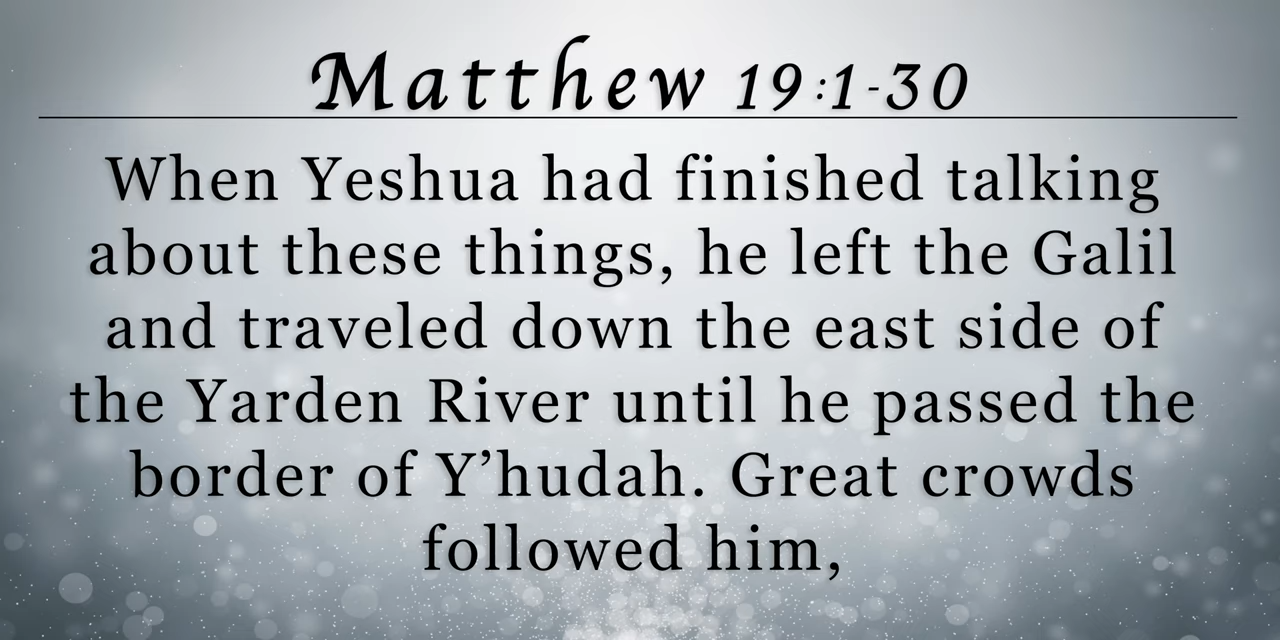 Matthew 19:1-30
When Yeshua had finished talking
about these things, he left the Galil
and traveled down the east side of
the Yarden River until he passed the
border of Y’hudah. Great crowds
followed him,